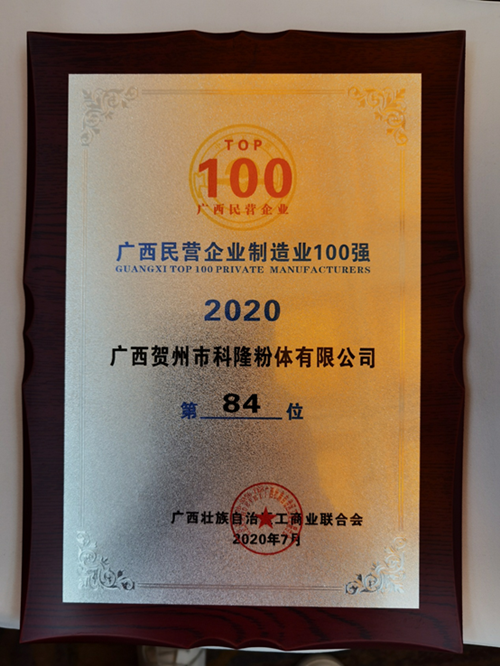 TOP
100
广西民营企业
广西民营企业制造业100强
GUANGXI TOP 100 PRIVATE MANUFACTURERS
2020
广西贺州市科隆粉体有限公司
第 84 位
广西壮族自治 工商业联合会
2020年7月